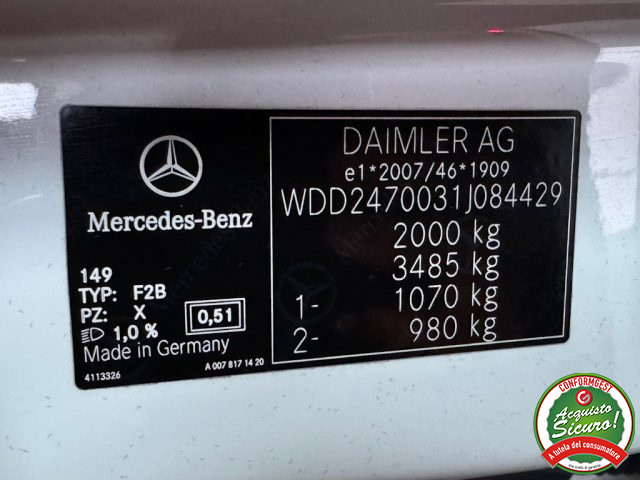 Mercedes-Benz
149
TYP: F2B
PZ: X
1,0 %
0,51
Made in Germany
4113326
A 007 817 14 20
DAIMLER AG
e1*2007/46*1909
WDD2470031J084429
2000 kg
3485 kg
1- 1070 kg
2- 980 kg
CONFORMGEST
Acquisto
Sicuro!
A tutela del consumatore